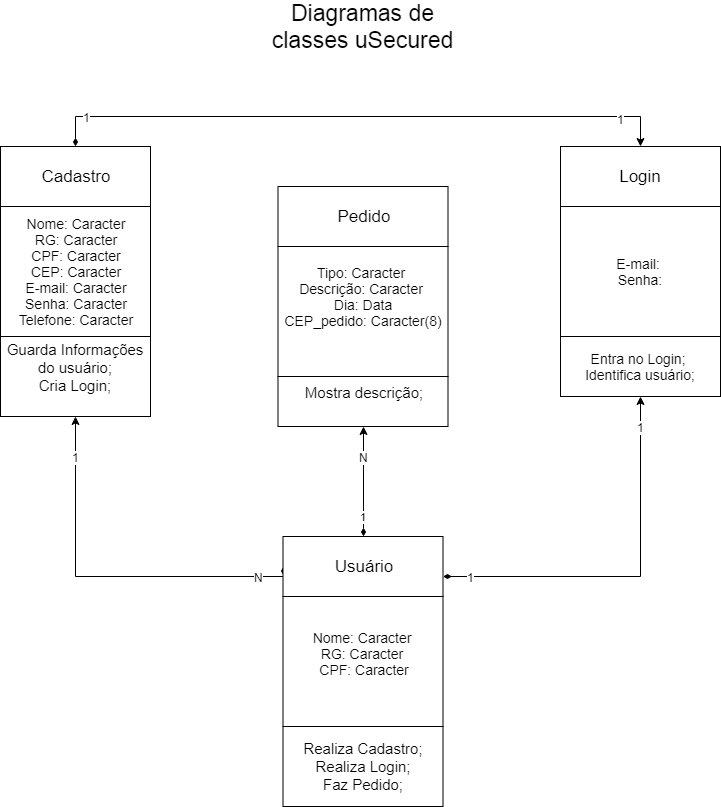 Diagramas de
classes uSecured
1
1
Cadastro
Nome: Caracter
RG: Caracter
CPF: Caracter
CEP: Caracter
E-mail: Caracter
Senha: Caracter
Telefone: Caracter
Guarda Informações
do usuário;
Cria Login;
Pedido
Tipo: Caracter
Descrição: Caracter
Dia: Data
CEP_pedido: Caracter(8)
Mostra descrição;
Login
E-mail:
Senha:
Entra no Login;
Identifica usuário;
1
N
1
1
N
1
Usuário
Nome: Caracter
RG: Caracter
CPF: Caracter
Realiza Cadastro;
Realiza Login;
Faz Pedido;